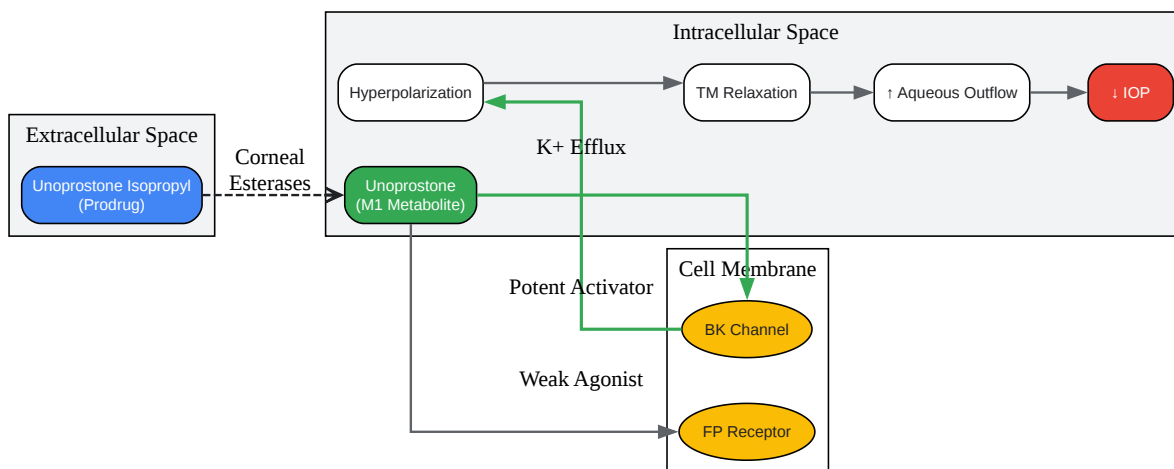 Intracellular Space
Hyperpolarization
TM Relaxation
↑ Aqueous Outflow
↓ IOP
Extracellular Space
K+ Efflux
Corneal
Esterases
Unoprostone Isopropyl
(Prodrug)
Unoprostone
(M1 Metabolite)
Cell Membrane
Potent Activator
BK Channel
Weak Agonist
FP Receptor